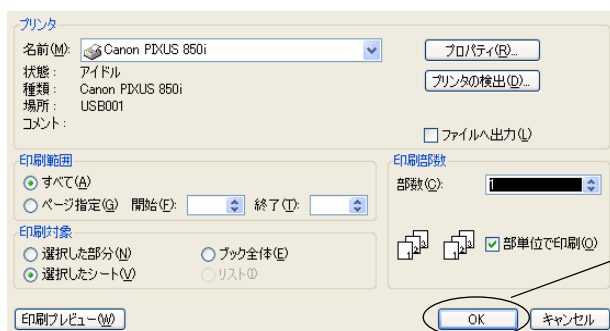 プリンタ
名前(M): Canon PIXUS 850i プロパティ(R)...
状態: アイドル プリンタの検出(D)...
種類: Canon PIXUS 850i
場所: USB001
コメント:
ファイルへ出力(L)
印刷範囲 印刷部数
すべて(A) 部数(C): 1
ページ指定(G) 開始(F): 終了(T):
印刷対象
選択した部分(N) ブック全体(E) 部単位で印刷(O)
選択したシート(V) リスト(I)
印刷プレビュー(W) OK キャンセル